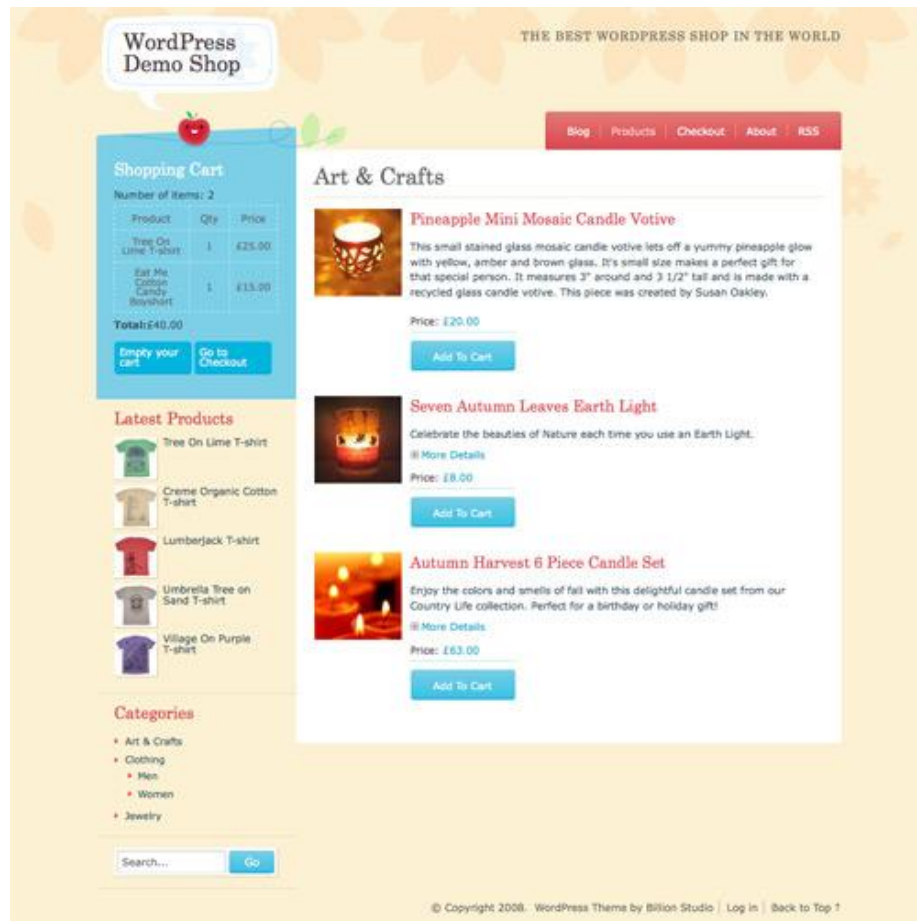 WordPress
Demo Shop
THE BEST WORDPRESS SHOP IN THE WORLD
Blog
Products
Checkout
About
RSS
Shopping Cart
Number of items: 2
Product Qty Price
Tree On
Lime T-shirt 1 £25.00
Eat Me
Cotton
Candy
Boyshort 1 £15.00
Total:£40.00
Empty your
cart
Go to
Checkout
Latest Products
Tree On Lime T-shirt
Creme Organic Cotton
T-shirt
Lumberjack T-shirt
Umbrella Tree on
Sand T-shirt
Village On Purple
T-shirt
Categories
Art & Crafts
Clothing
Men
Women
Jewelry
Search...
Go
Art & Crafts
Pineapple Mini Mosaic Candle Votive
This small stained glass mosaic candle votive lets off a yummy pineapple glow
with yellow, amber and brown glass. It's small size makes a perfect gift for
that special person. It measures 3" around and 3 1/2" tall and is made with a
recycled glass candle votive. This piece was created by Susan Oakley.
Price: £20.00
Add To Cart
Seven Autumn Leaves Earth Light
Celebrate the beauties of Nature each time you use an Earth Light.
More Details
Price: £8.00
Add To Cart
Autumn Harvest 6 Piece Candle Set
Enjoy the colors and smells of fall with this delightful candle set from our
Country Life collection. Perfect for a birthday or holiday gift!
More Details
Price: £63.00
Add To Cart
© Copyright 2008. WordPress Theme by Billion Studio | Log in | Back to Top ↑